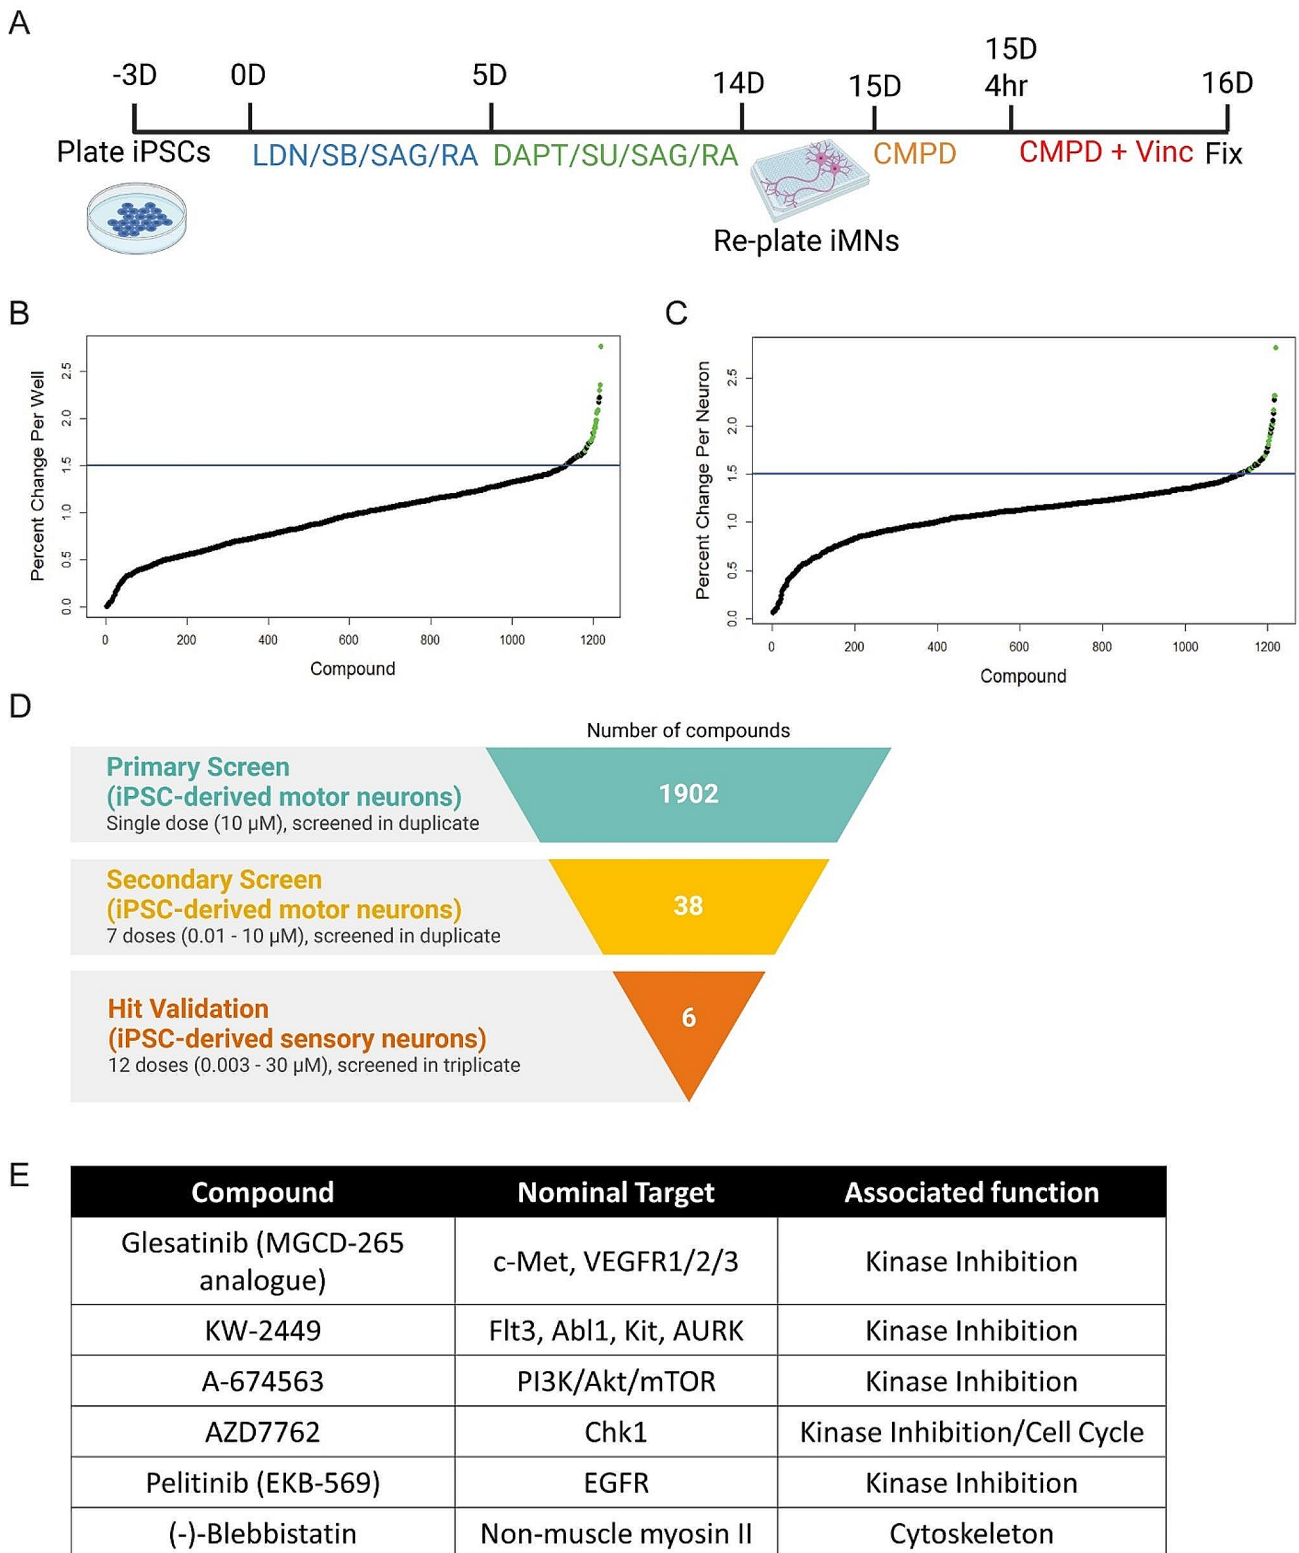 A
-3D
0D
5D
14D
15D
15D
4hr
16D
Plate iPSCs
LDN/SB/SAG/RA
DAPT/SU/SAG/RA
CMPD
CMPD + Vinc
Fix
Re-plate iMNs
B
Percent Change Per Well
2.5
2.0
1.5
1.0
0.5
0.0
0
200
400
600
800
1000
1200
Compound
C
Percent Change Per Neuron
2.5
2.0
1.5
1.0
0.5
0.0
0
200
400
600
800
1000
1200
Compound
D
Number of compounds
Primary Screen
(iPSC-derived motor neurons)
Single dose (10 µM), screened in duplicate
1902
Secondary Screen
(iPSC-derived motor neurons)
7 doses (0.01 - 10 µM), screened in duplicate
38
Hit Validation
(iPSC-derived sensory neurons)
12 doses (0.003 - 30 µM), screened in triplicate
6
E
Compound Nominal Target Associated function
Glesatinib (MGCD-265
analogue) c-Met, VEGFR1/2/3 Kinase Inhibition
KW-2449 Flt3, Abl1, Kit, AURK Kinase Inhibition
A-674563 PI3K/Akt/mTOR Kinase Inhibition
AZD7762 Chk1 Kinase Inhibition/Cell Cycle
Pelitinib (EKB-569) EGFR Kinase Inhibition
(-)-Blebbistatin Non-muscle myosin II Cytoskeleton